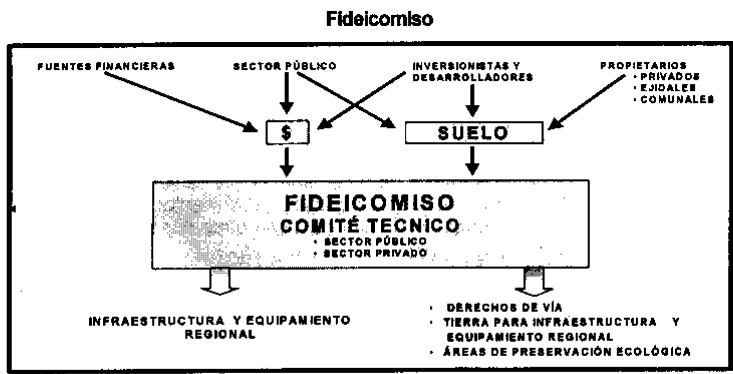 Fideicomiso
FUENTES FINANCIERAS
SECTOR PÚBLICO
INVERSIONISTAS Y
DESARROLLADORES
PROPIETARIOS
· PRIVADOS
· EJIDALES
· COMUNALES
$
SUELO
FIDEICOMISO
COMITÉ TECNICO
· SECTOR PÚBLICO
· SECTOR PRIVADO
INFRAESTRUCTURA Y EQUIPAMIENTO
REGIONAL
· DERECHOS DE VÍA
· TIERRA PARA INFRAESTRUCTURA Y
EQUIPAMIENTO REGIONAL
· ÁREAS DE PRESERVACIÓN ECOLÓGICA